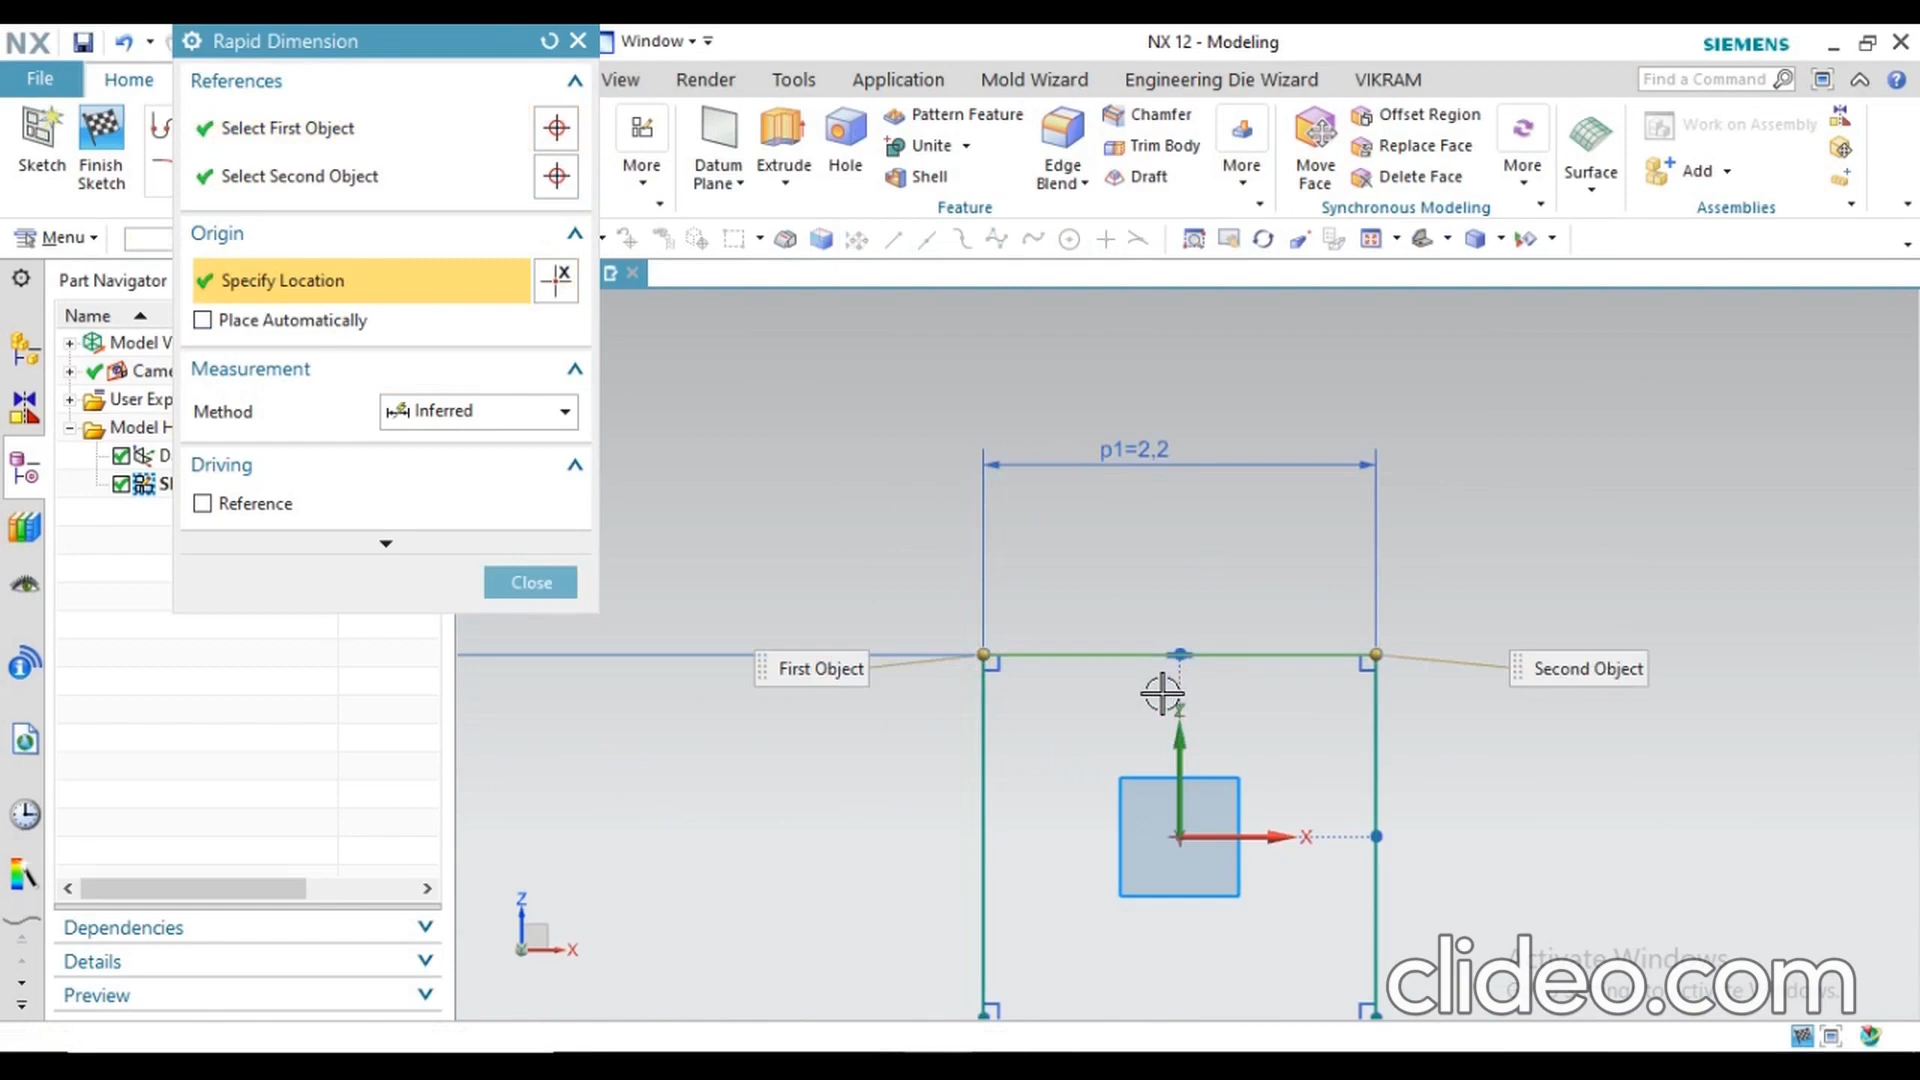 NX
Rapid Dimension
Window
NX 12 - Modeling
SIEMENS
File
Home
View
Render
Tools
Application
Mold Wizard
Engineering Die Wizard
VIKRAM
Find a Command
References
Select First Object
Select Second Object
Sketch
Finish
Sketch
More
Datum
Plane
Extrude
Hole
Pattern Feature
Unite
Shell
Edge
Blend
Chamfer
Trim Body
Draft
More
Feature
Move
Face
Offset Region
Replace Face
Delete Face
More
Synchronous Modeling
Surface
Work on Assembly
Add
Assemblies
Menu
Origin
Specify Location
Place Automatically
Measurement
Method
Inferred
Driving
Reference
Close
Part Navigator
Name
Model V
Came
User Exp
Model H
D
Sl
p1=2,2
First Object
Second Object
Z
X
Y
Z
X
Y
Dependencies
Details
Preview
Activate Windows
clideo.com